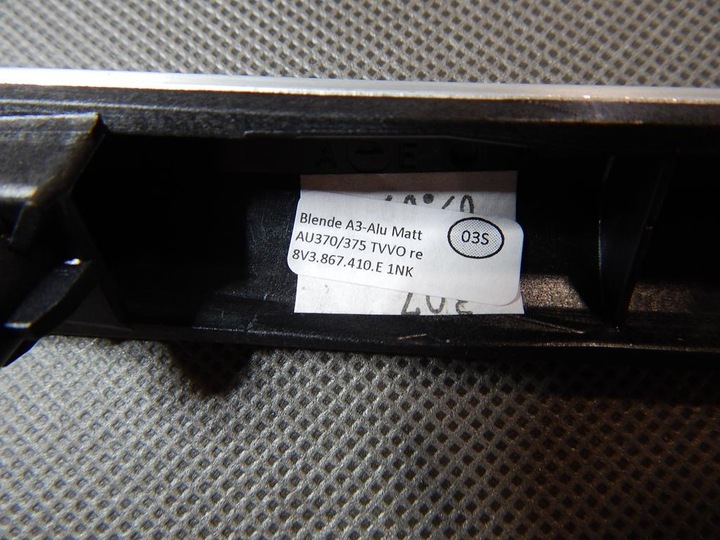 Blende A3-Alu Matt
AU370/375 TVVO re
8V3.867.410.E 1NK
03S